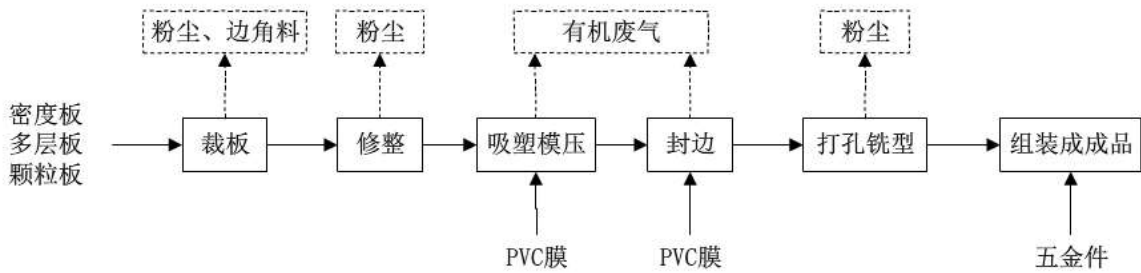 粉尘、边角料
粉尘
有机废气
粉尘
密度板
多层板
颗粒板
裁板
修整
吸塑模压
封边
打孔铣型
组装成成品
PVC膜
PVC膜
五金件